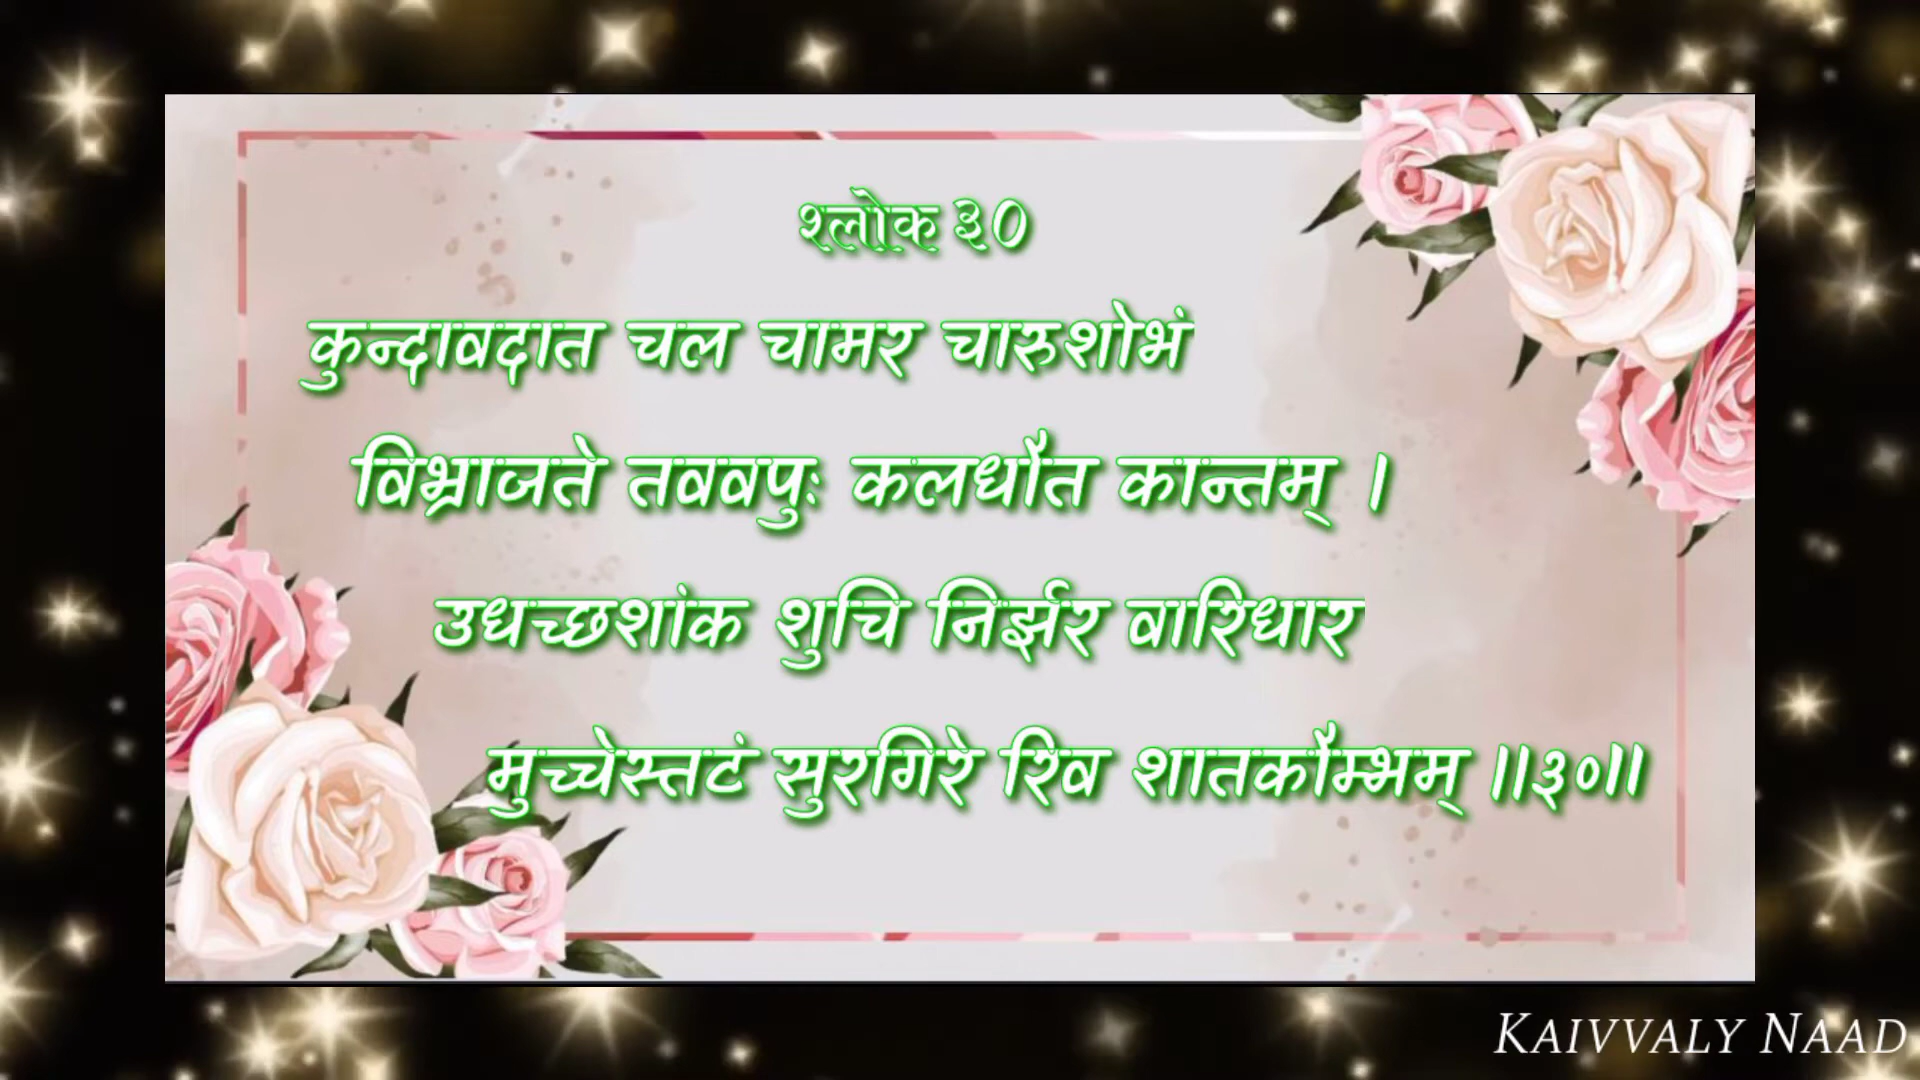 श्लोक ३०
कुन्दावदात चल चामर चारुशोभं
विभ्राजते तववपुः कलधौत कान्तम् ।
उधच्छशांक शुचि निर्झर वारिधार
मुच्चेस्तटं सुरगिरे रिव शातकौम्भम् ॥३०॥
KAIVVALY NAAD